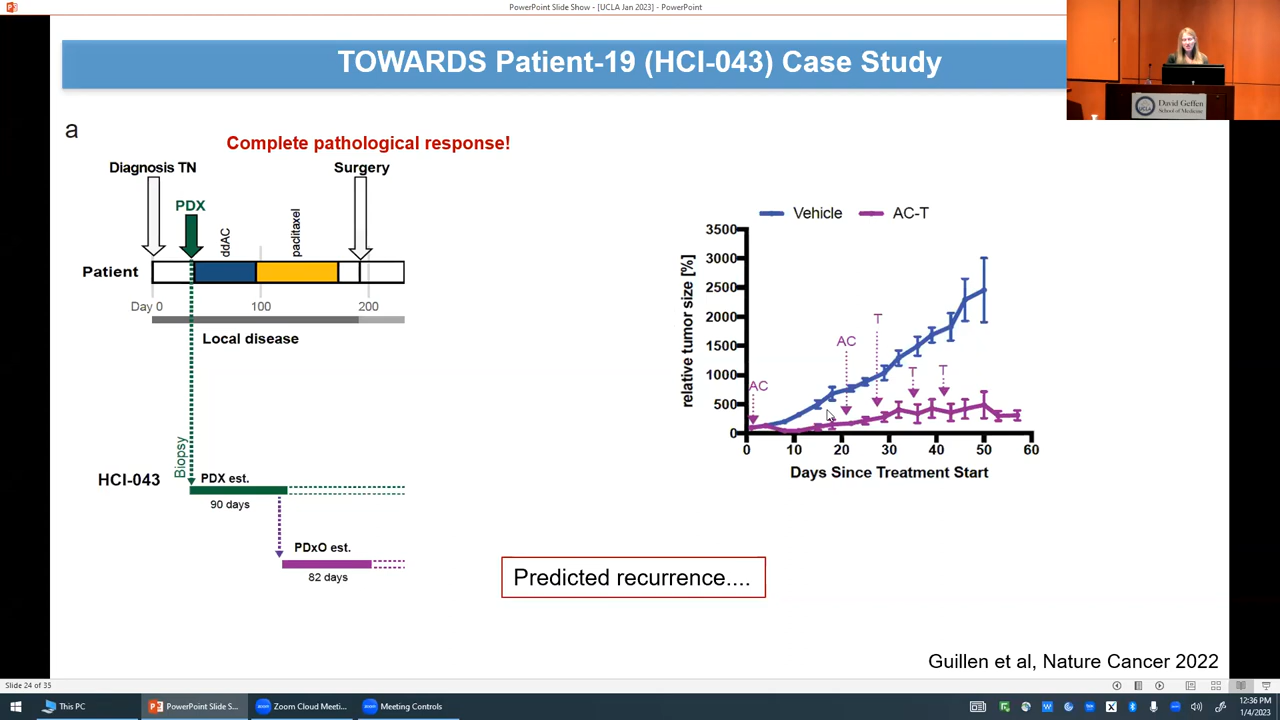 PowerPoint Slide Show - [UCLA Jan 2023] - PowerPoint
TOWARDS Patient-19 (HCI-043) Case Study
UCLA
David Geffen
School of Medicine
a
Complete pathological response!
Diagnosis TN
Surgery
PDX
ddAC
paclitaxel
Patient
Day 0
100
200
Local disease
Biopsy
HCI-043
PDX est.
90 days
PDxO est.
82 days
Vehicle
AC-T
relative tumor size [%]
3500
3000
2500
2000
1500
1000
500
0
AC
AC
T
T
T
0
10
20
30
40
50
60
Days Since Treatment Start
Predicted recurrence....
Guillen et al, Nature Cancer 2022
Slide 24 of 35
This PC
PowerPoint Slide S...
Zoom Cloud Meeti...
Meeting Controls
12:36 PM
1/4/2023